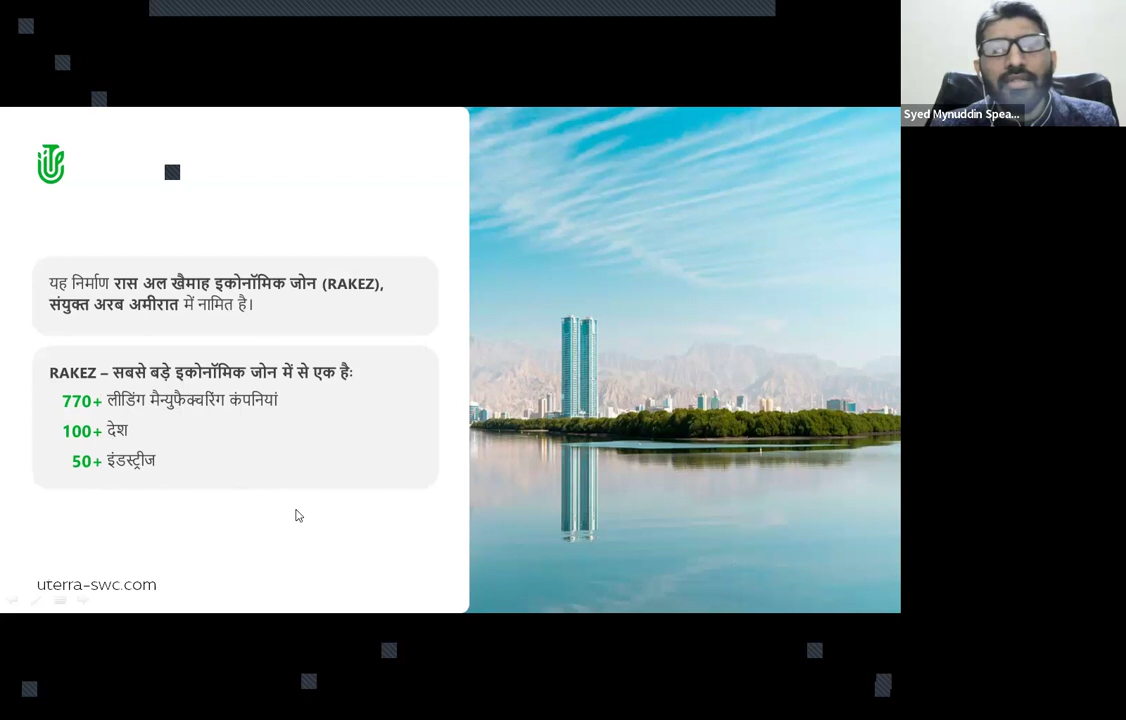 Syed Mynuddin Spea...
यह निर्माण रास अल खैमाह इकोनॉमिक जोन (RAKEZ),
संयुक्त अरब अमीरात में नामित है।
RAKEZ – सबसे बड़े इकोनॉमिक जोन में से एक है:
770+ लीडिंग मैन्युफैक्चरिंग कंपनियां
100+ देश
50+ इंडस्ट्रीज
uterra-swc.com